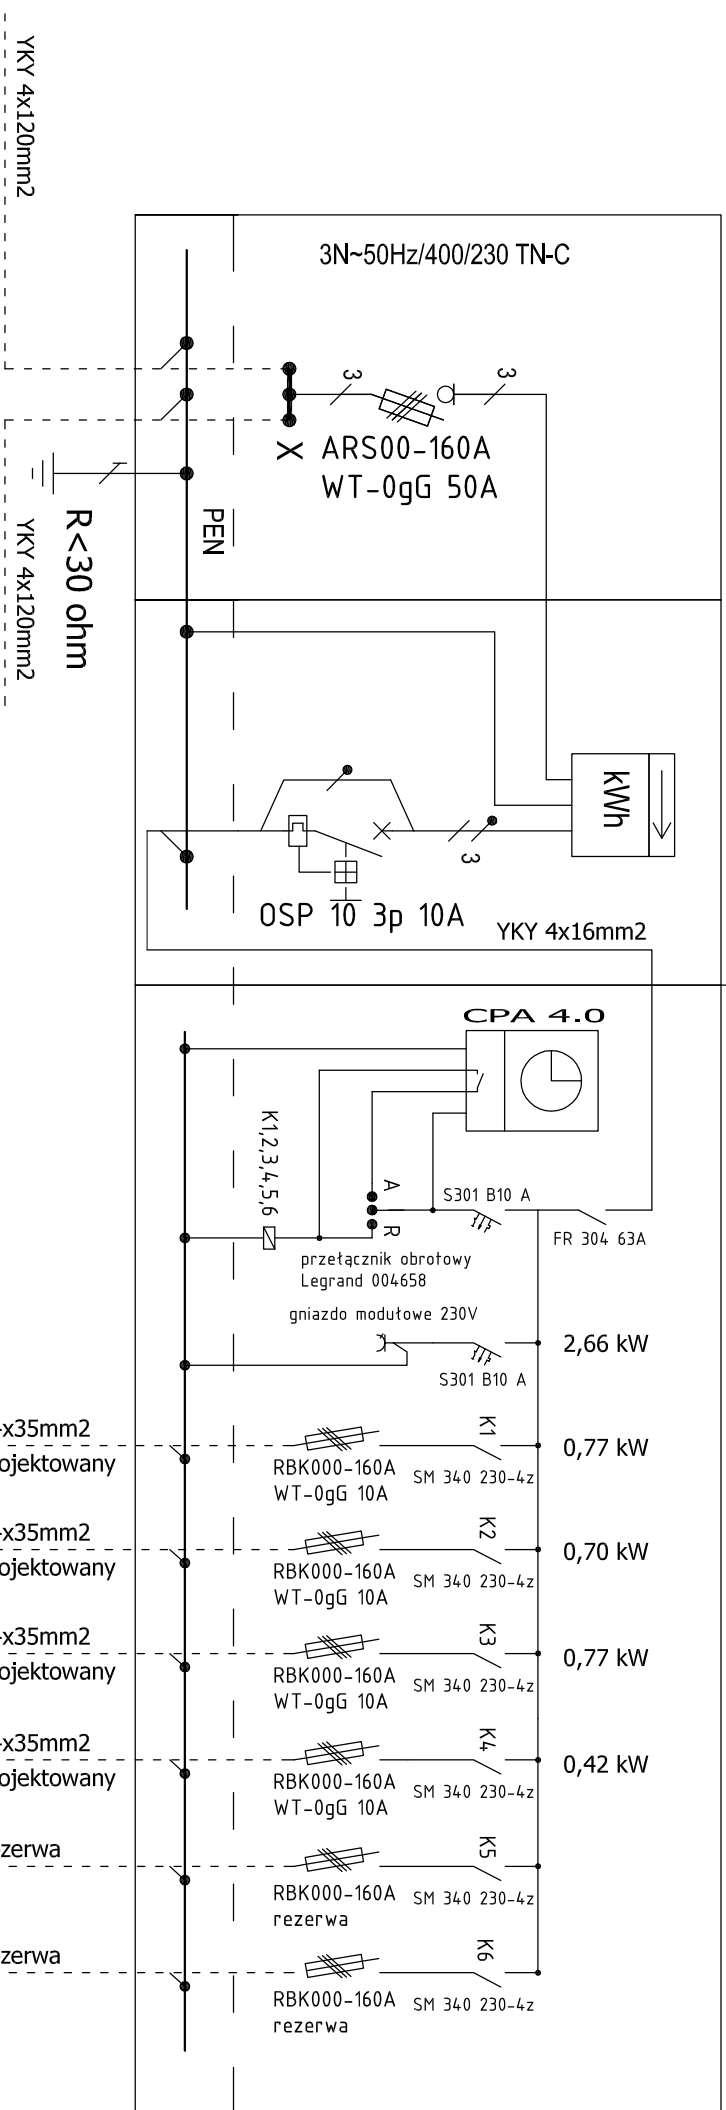 YKY 4x120mm2
3N~50Hz/400/230 TN-C
3
3
X
ARS00-160A
WT-0gG 50A
PEN
R<30 ohm
YKY 4x120mm2
kWh
3
OSP 10 3p 10A
YKY 4x16mm2
CPA 4.0
K1,2,3,4,5,6
A
I
R
S301 B10 A
FR 304 63A
przełącznik obrotowy
Legrand 004658
gniazdo modułowe 230V
S301 B10 A
2,66 kW
x35mm2
ojektowany
RBK000-160A
WT-0gG 10A
K1
SM 340 230-4z
0,77 kW
x35mm2
ojektowany
RBK000-160A
WT-0gG 10A
K2
SM 340 230-4z
0,70 kW
x35mm2
ojektowany
RBK000-160A
WT-0gG 10A
K3
SM 340 230-4z
0,77 kW
x35mm2
ojektowany
RBK000-160A
WT-0gG 10A
K4
SM 340 230-4z
0,42 kW
zerwa
RBK000-160A
rezerwa
K5
SM 340 230-4z
zerwa
RBK000-160A
rezerwa
K6
SM 340 230-4z